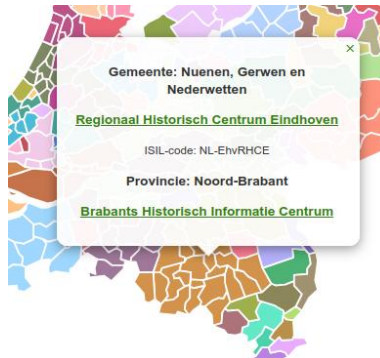 ×
Gemeente: Nuenen, Gerwen en
Nederwetten
Regionaal Historisch Centrum Eindhoven
ISIL-code: NL-EhvRHCE
Provincie: Noord-Brabant
Brabants Historisch Informatie Centrum